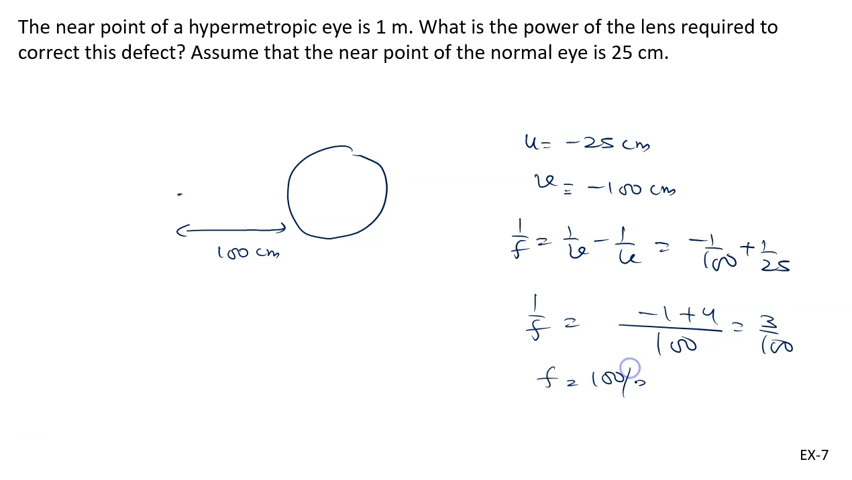 The near point of a hypermetropic eye is 1 m. What is the power of the lens required to
correct this defect? Assume that the near point of the normal eye is 25 cm.
u = -25 cm
v = -100 cm
1/f = 1/v - 1/u = -1/100 + 1/25
100 cm
1/f = (-1+4)/100 = 3/100
f = 100/
EX-7